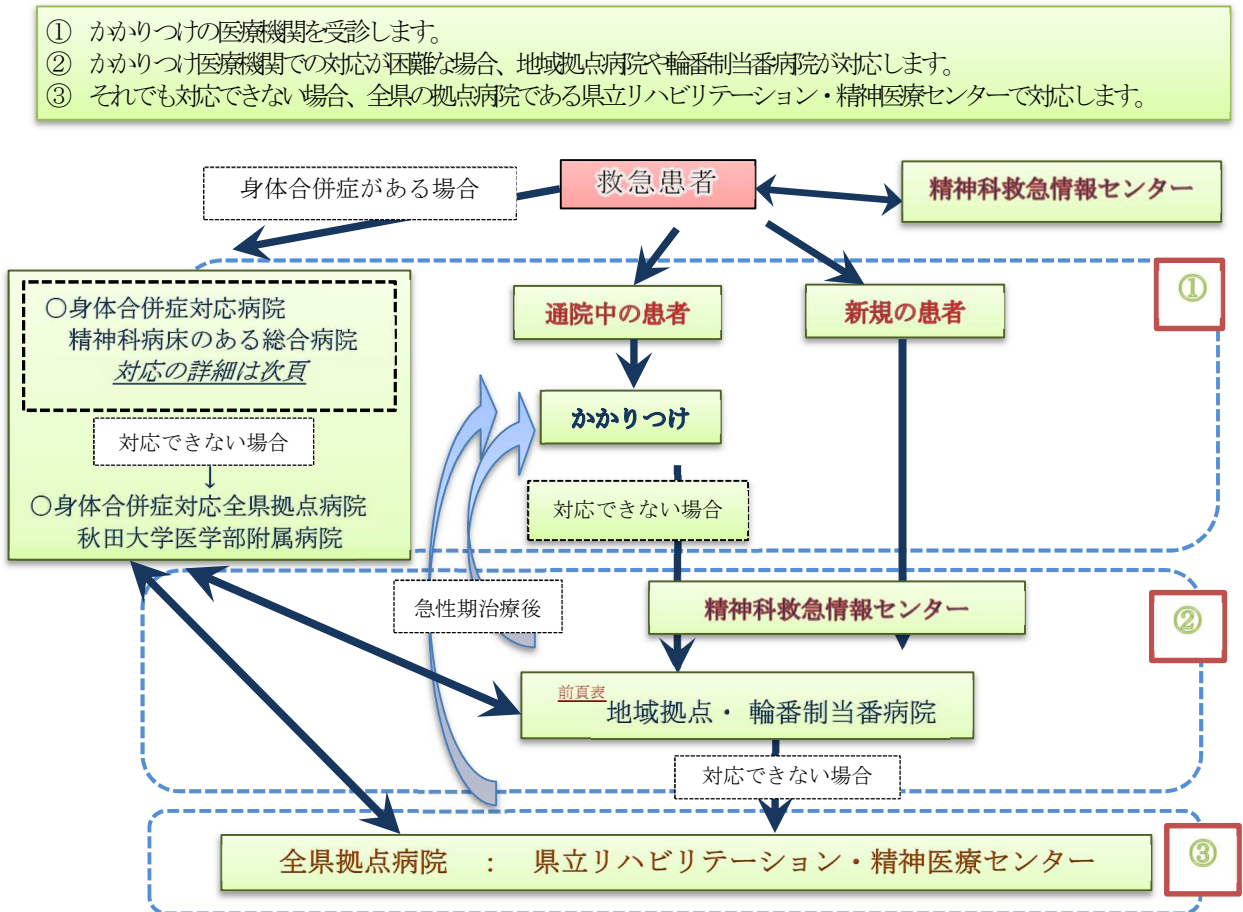 ① かかりつけの医療機関を受診します。
② かかりつけ医療機関での対応が困難な場合、地域拠点病院や輪番制当番病院が対応します。
③ それでも対応できない場合、全県の拠点病院である県立リハビリテーション・精神医療センターで対応します。
身体合併症がある場合
救急患者
精神科救急情報センター
①
○身体合併症対応病院
精神科病床のある総合病院
対応の詳細は次頁
対応できない場合
↓
○身体合併症対応全県拠点病院
秋田大学医学部附属病院
通院中の患者
新規の患者
かかりつけ
対応できない場合
急性期治療後
精神科救急情報センター
②
前頁表
地域拠点・ 輪番制当番病院
対応できない場合
全県拠点病院 : 県立リハビリテーション・精神医療センター
③